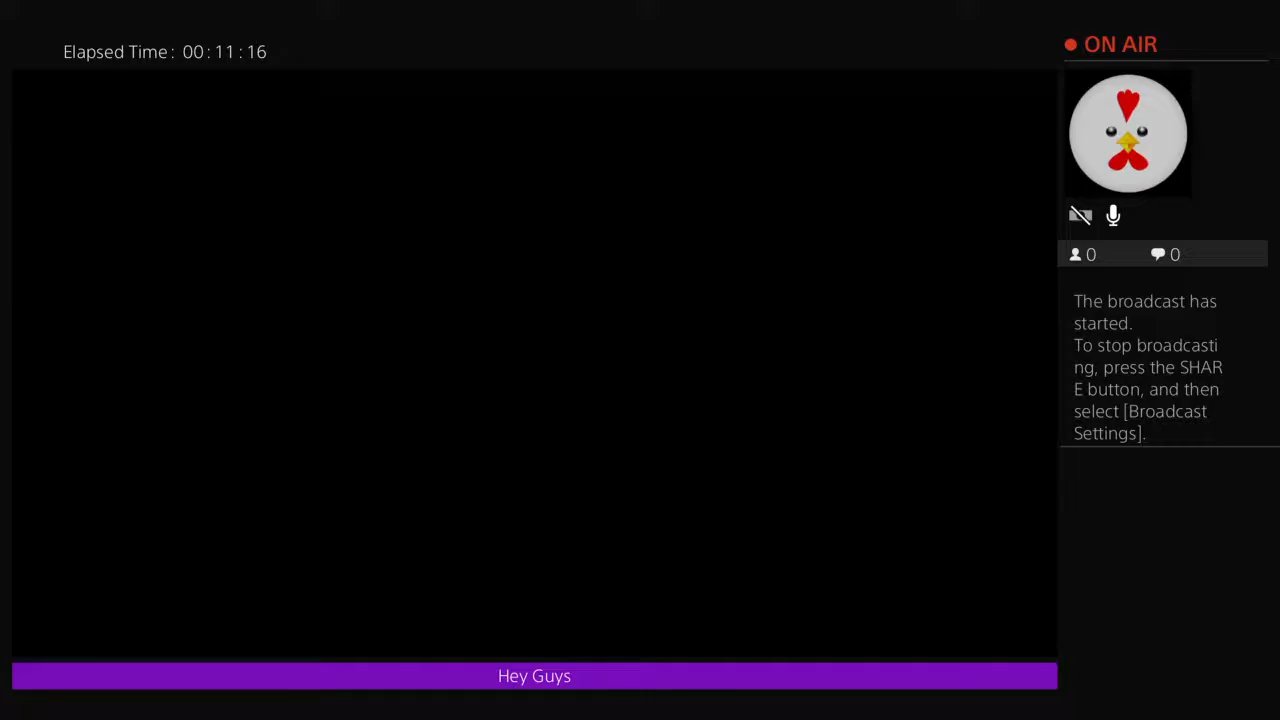 Elapsed Time: 00:11:16
ON AIR
0 0
The broadcast has
started.
To stop broadcasti
ng, press the SHAR
E button, and then
select [Broadcast
Settings].
Hey Guys